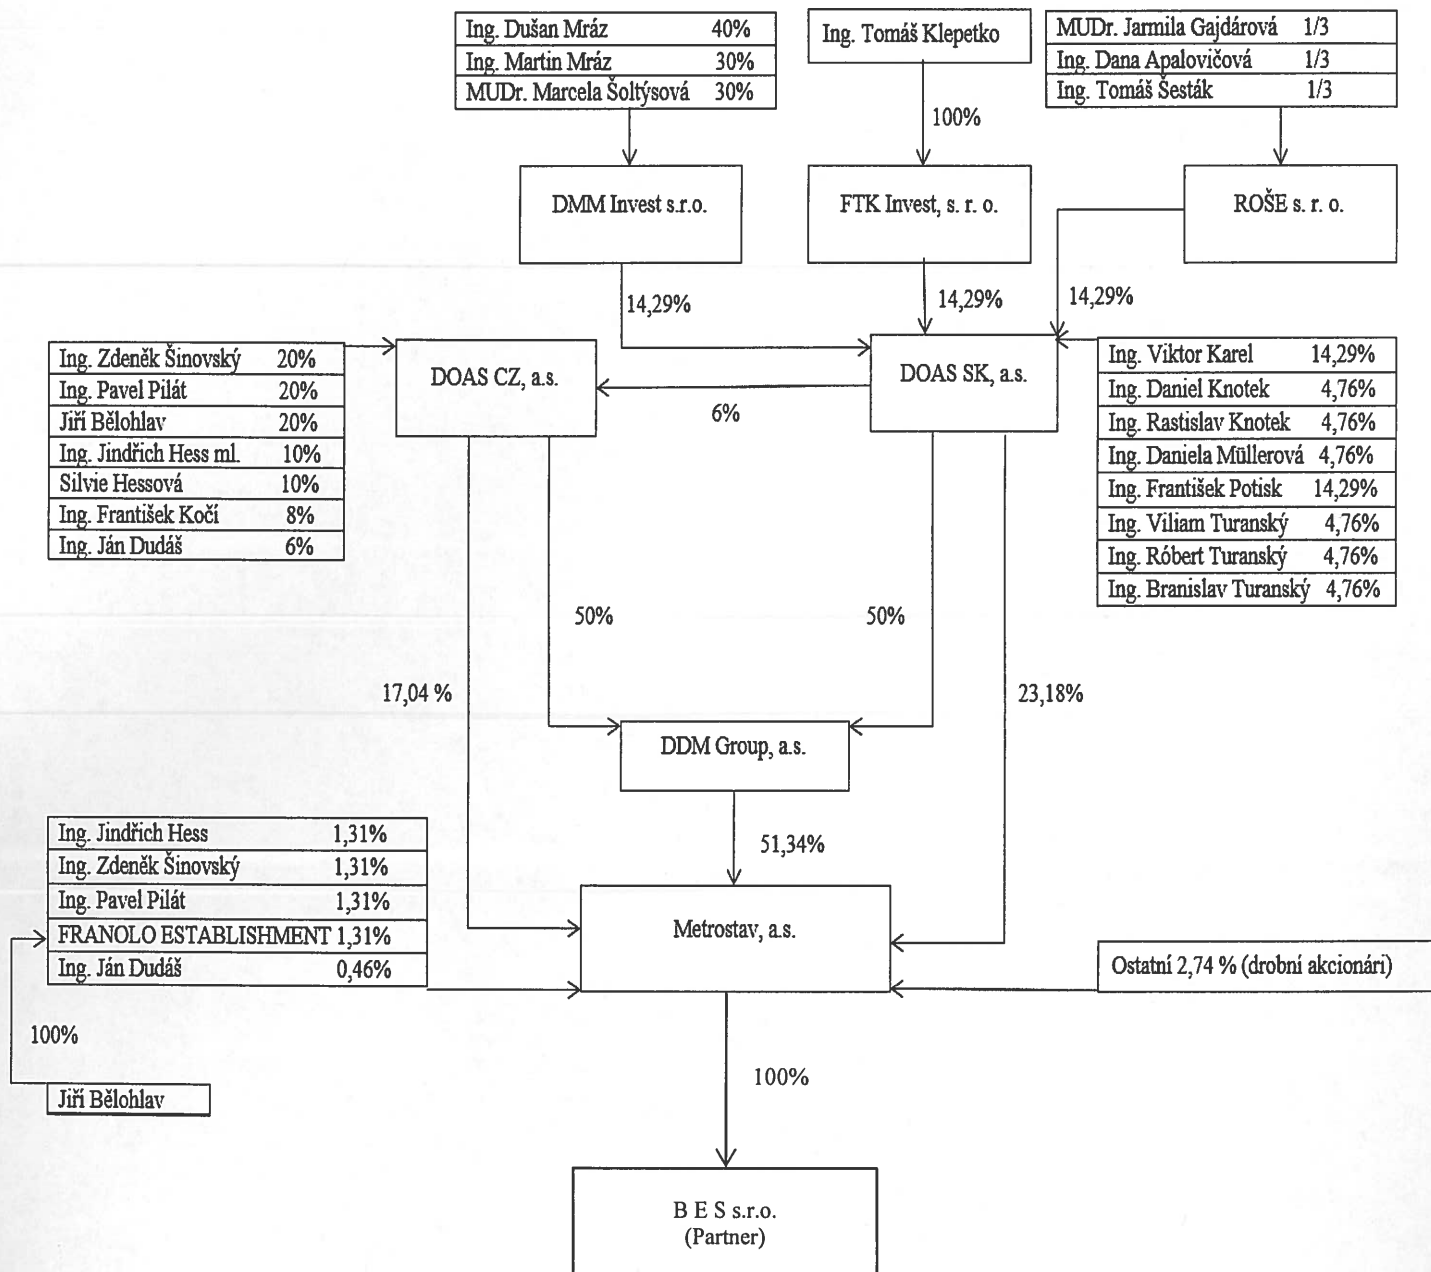 Ing. Dušan Mráz 40%
Ing. Martin Mráz 30%
MUDr. Marcela Šoltýsová 30%
Ing. Tomáš Klepetko
MUDr. Jarmila Gajdárová 1/3
Ing. Dana Apalovičová 1/3
Ing. Tomáš Šesták 1/3
100%
DMM Invest s.r.o.
FTK Invest, s. r. o.
ROŠE s. r. o.
14,29%
14,29%
14,29%
Ing. Zdeněk Šinovský 20%
Ing. Pavel Pilát 20%
Jiří Bělohlav 20%
Ing. Jindřich Hess ml. 10%
Silvie Hessová 10%
Ing. František Kočí 8%
Ing. Ján Dudáš 6%
DOAS CZ, a.s.
6%
DOAS SK, a.s.
Ing. Viktor Karel 14,29%
Ing. Daniel Knotek 4,76%
Ing. Rastislav Knotek 4,76%
Ing. Daniela Müllerová 4,76%
Ing. František Potisk 14,29%
Ing. Viliam Turanský 4,76%
Ing. Róbert Turanský 4,76%
Ing. Branislav Turanský 4,76%
50%
50%
17,04 %
23,18%
DDM Group, a.s.
51,34%
Ing. Jindřich Hess 1,31%
Ing. Zdeněk Šinovský 1,31%
Ing. Pavel Pilát 1,31%
FRANOLO ESTABLISHMENT 1,31%
Ing. Ján Dudáš 0,46%
Metrostav, a.s.
Ostatní 2,74 % (drobní akcionári)
100%
Jiří Bělohlav
100%
B E S s.r.o.
(Partner)